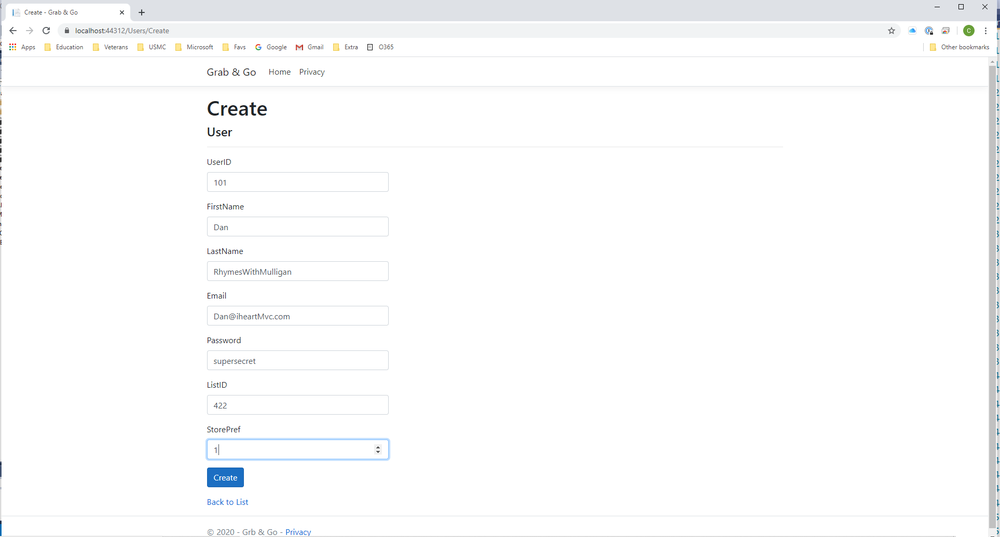 Create - Grab & Go
localhost:44312/Users/Create
C
Apps Education Veterans USMC Microsoft Favs Google Gmail Extra O365 Other bookmarks
Grab & Go Home Privacy
Create
User
UserID
101
FirstName
Dan
LastName
RhymesWithMulligan
Email
Dan@iheartMvc.com
Password
supersecret
ListID
422
StorePref
1
Create
Back to List
© 2020 - Grb & Go - Privacy